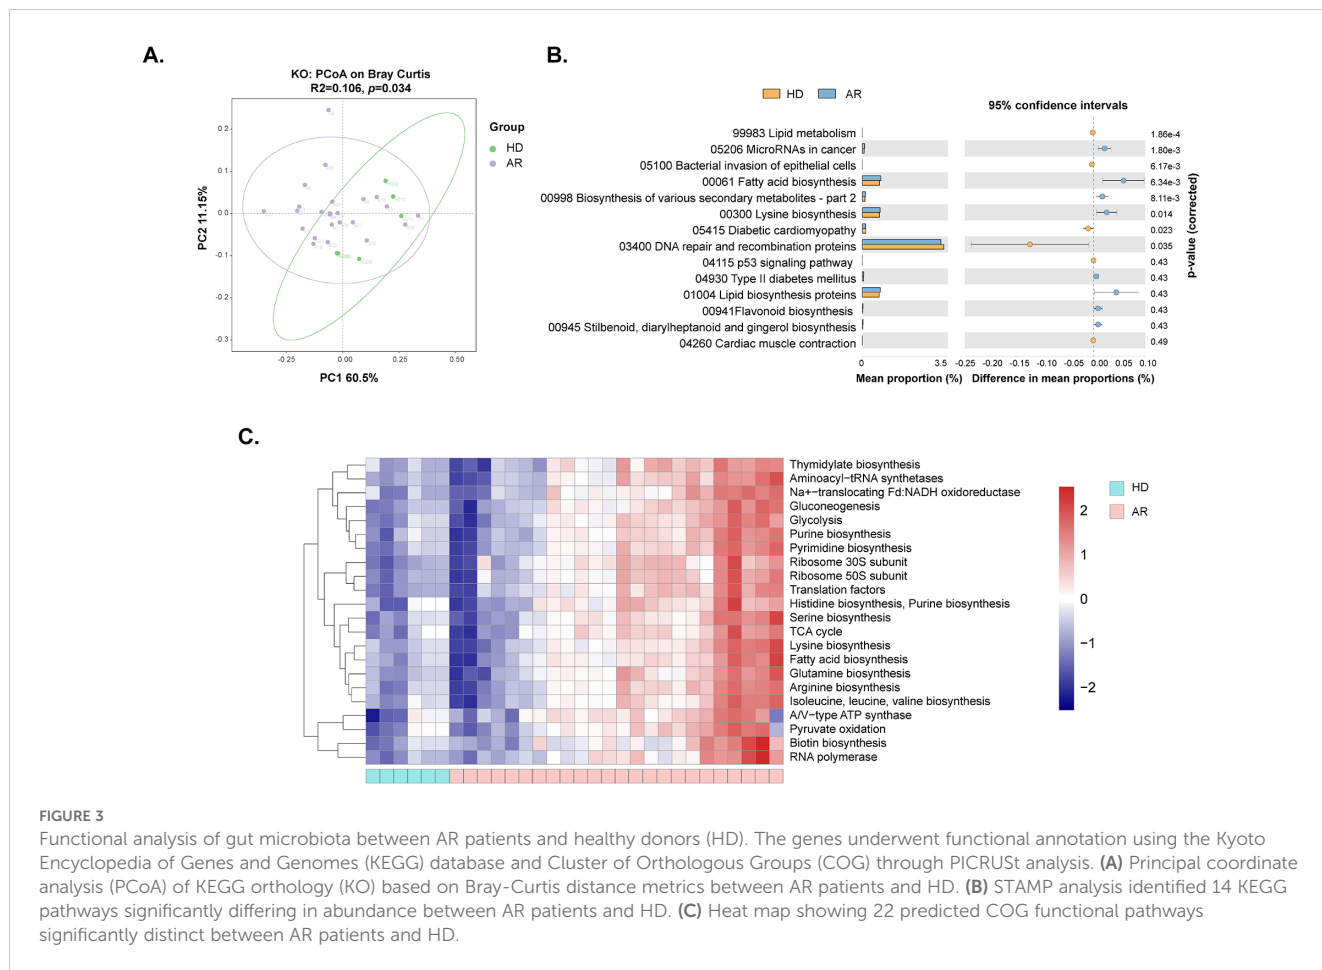 A.
KO: PCoA on Bray Curtis
R2=0.106, p=0.034
0.2
0.1
0.0
-0.1
-0.2
-0.3
PC2 11.15%
-0.25
0.00
0.25
0.50
PC1 60.5%
Group
HD
AR
B.
HD
AR
95% confidence intervals
99983 Lipid metabolism
1.86e-4
05206 MicroRNAs in cancer
1.80e-3
05100 Bacterial invasion of epithelial cells
6.17e-3
00061 Fatty acid biosynthesis
6.34e-3
00998 Biosynthesis of various secondary metabolites - part 2
8.11e-3
00300 Lysine biosynthesis
0.014
05415 Diabetic cardiomyopathy
0.023
03400 DNA repair and recombination proteins
0.035
04115 p53 signaling pathway
0.43
04930 Type II diabetes mellitus
0.43
01004 Lipid biosynthesis proteins
0.43
00941Flavonoid biosynthesis
0.43
00945 Stilbenoid, diarylheptanoid and gingerol biosynthesis
0.43
04260 Cardiac muscle contraction
0.49
p-value (corrected)
0 3.5
-0.25 -0.20 -0.15 -0.10 -0.05 0.00 0.05 0.10
Mean proportion (%)
Difference in mean proportions (%)
C.
Thymidylate biosynthesis
Aminoacyl−tRNA synthetases
Na+−translocating Fd:NADH oxidoreductase
Gluconeogenesis
Glycolysis
Purine biosynthesis
Pyrimidine biosynthesis
Ribosome 30S subunit
Ribosome 50S subunit
Translation factors
Histidine biosynthesis, Purine biosynthesis
Serine biosynthesis
TCA cycle
Lysine biosynthesis
Fatty acid biosynthesis
Glutamine biosynthesis
Arginine biosynthesis
Isoleucine, leucine, valine biosynthesis
A/V−type ATP synthase
Pyruvate oxidation
Biotin biosynthesis
RNA polymerase
2
1
0
−1
−2
HD
AR
FIGURE 3
Functional analysis of gut microbiota between AR patients and healthy donors (HD). The genes underwent functional annotation using the Kyoto
Encyclopedia of Genes and Genomes (KEGG) database and Cluster of Orthologous Groups (COG) through PICRUSt analysis. (A) Principal coordinate
analysis (PCoA) of KEGG orthology (KO) based on Bray-Curtis distance metrics between AR patients and HD. (B) STAMP analysis identified 14 KEGG
pathways significantly differing in abundance between AR patients and HD. (C) Heat map showing 22 predicted COG functional pathways
significantly distinct between AR patients and HD.